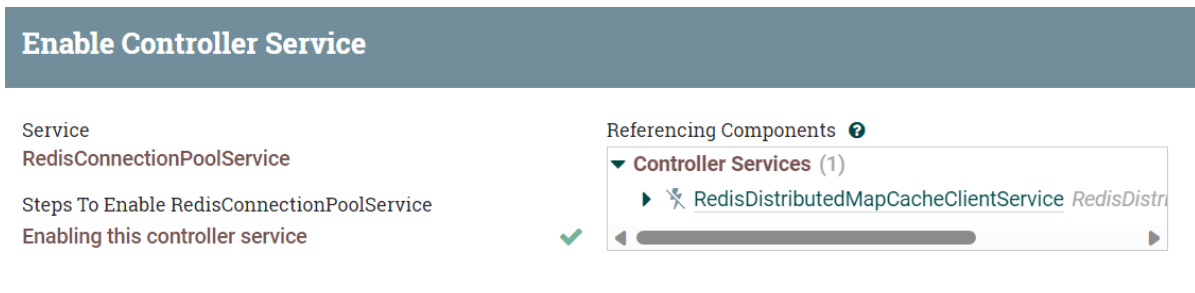 Enable Controller Service
Service
RedisConnectionPoolService
Steps To Enable RedisConnectionPoolService
Enabling this controller service
Referencing Components
Controller Services (1)
RedisDistributedMapCacheClientService RedisDistri